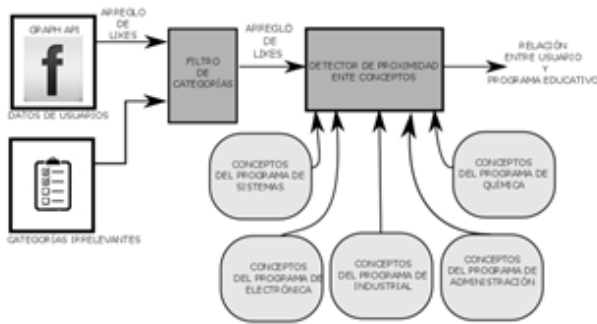 GRAPH API
f
DATOS DE USUARIOS
ARREGLO
DE
LIKES
FILTRO
DE
CATEGORÍAS
ARREGLO
DE
LIKES
DETECTOR DE PROXIMIDAD
ENTE CONCEPTOS
RELACIÓN
ENTRE USUARIO
Y
PROGRAMA EDUCATIVO
CATEGORÍAS IRRELEVANTES
CONCEPTOS
DEL PROGRAMA DE
SISTEMAS
CONCEPTOS
DEL PROGRAMA DE
QUÍMICA
CONCEPTOS
DEL PROGRAMA DE
ELECTRÓNICA
CONCEPTOS
DEL PROGRAMA DE
INDUSTRIAL
CONCEPTOS
DEL PROGRAMA DE
ADMINISTRACIÓN